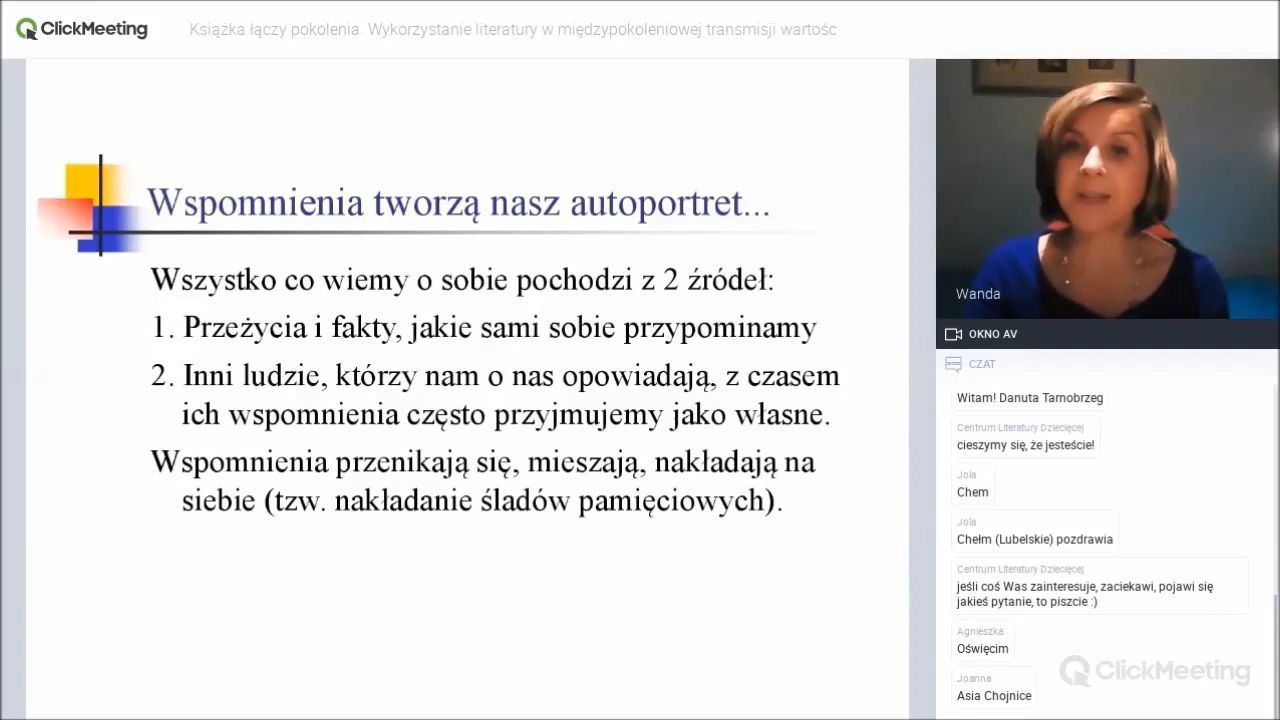 ClickMeeting
Książka łączy pokolenia. Wykorzystanie literatury w międzypokoleniowej transmisji wartośc
Wspomnienia tworzą nasz autoportret...
Wszystko co wiemy o sobie pochodzi z 2 źródeł:
1. Przeżycia i fakty, jakie sami sobie przypominamy
2. Inni ludzie, którzy nam o nas opowiadają, z czasem
ich wspomnienia często przyjmujemy jako własne.
Wspomnienia przenikają się, mieszają, nakładają na
siebie (tzw. nakładanie śladów pamięciowych).
Wanda
OKNO AV
CZAT
Witam! Danuta Tarnobrzeg
Centrum Literatury Dziecięcej
cieszymy się, że jesteście!
Jola
Chem
Jola
Chełm (Lubelskie) pozdrawia
Centrum Literatury Dziecięcej
jeśli coś Was zainteresuje, zaciekawi, pojawi się
jakieś pytanie, to piszcie :)
Agnieszka
Oświęcim
Joanna
Asia Chojnice
ClickMeeting